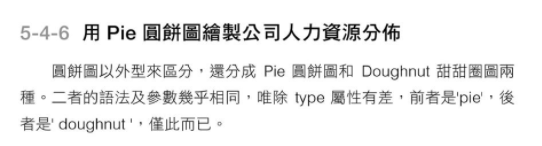 5-4-6 用 Pie 圓餅圖繪製公司人力資源分佈
圓餅圖以外型來區分，還分成 Pie 圓餅圖和 Doughnut 甜甜圈圖兩
種。二者的語法及參數幾乎相同，唯除 type 屬性有差，前者是'pie'，後
者是' doughnut '，僅此而已。